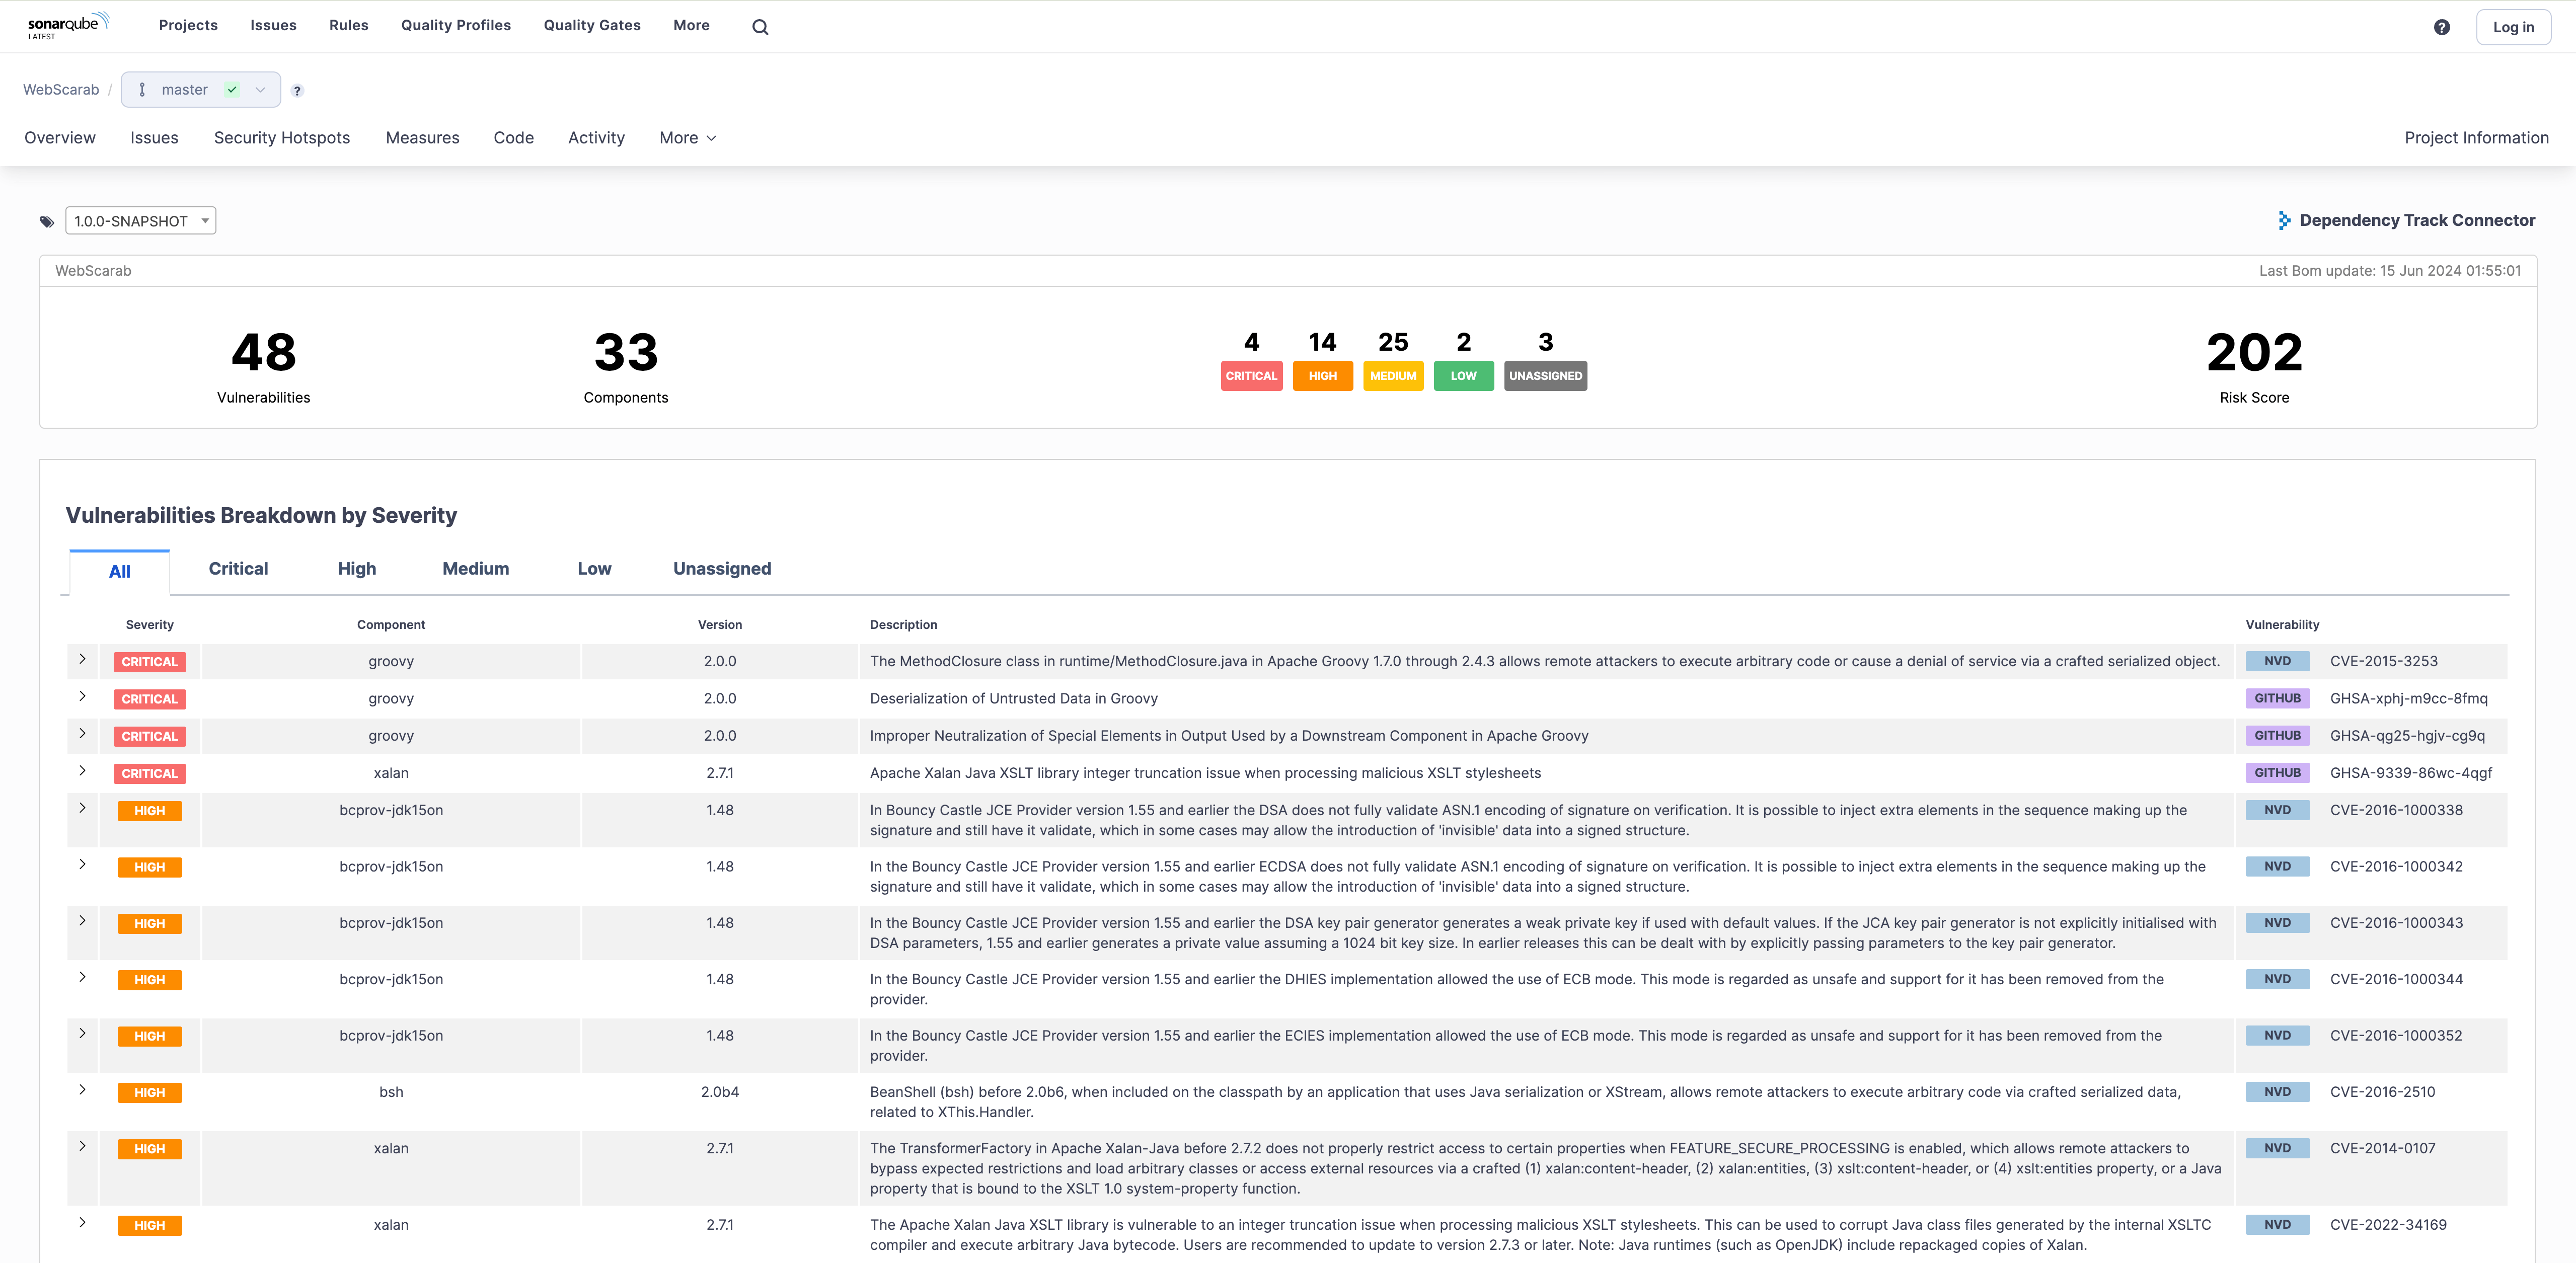 sonarqube
LATEST
Projects Issues Rules Quality Profiles Quality Gates More
? Log in
WebScarab / master ?
Overview Issues Security Hotspots Measures Code Activity More
Project Information
1.0.0-SNAPSHOT
Dependency Track Connector
WebScarab Last Bom update: 15 Jun 2024 01:55:01
48
Vulnerabilities
33
Components
4 14 25 2 3
CRITICAL HIGH MEDIUM LOW UNASSIGNED
202
Risk Score
Vulnerabilities Breakdown by Severity
All Critical High Medium Low Unassigned
Severity Component Version Description Vulnerability
CRITICAL groovy 2.0.0 The MethodClosure class in runtime/MethodClosure.java in Apache Groovy 1.7.0 through 2.4.3 allows remote attackers to execute arbitrary code or cause a denial of service via a crafted serialized object. NVD CVE-2015-3253
CRITICAL groovy 2.0.0 Deserialization of Untrusted Data in Groovy GITHUB GHSA-xphj-m9cc-8fmq
CRITICAL groovy 2.0.0 Improper Neutralization of Special Elements in Output Used by a Downstream Component in Apache Groovy GITHUB GHSA-qg25-hgjv-cg9q
CRITICAL xalan 2.7.1 Apache Xalan Java XSLT library integer truncation issue when processing malicious XSLT stylesheets GITHUB GHSA-9339-86wc-4qgf
HIGH bcprov-jdk15on 1.48 In Bouncy Castle JCE Provider version 1.55 and earlier the DSA does not fully validate ASN.1 encoding of signature on verification. It is possible to inject extra elements in the sequence making up the NVD CVE-2016-1000338
signature and still have it validate, which in some cases may allow the introduction of 'invisible' data into a signed structure.
HIGH bcprov-jdk15on 1.48 In the Bouncy Castle JCE Provider version 1.55 and earlier ECDSA does not fully validate ASN.1 encoding of signature on verification. It is possible to inject extra elements in the sequence making up the NVD CVE-2016-1000342
signature and still have it validate, which in some cases may allow the introduction of 'invisible' data into a signed structure.
HIGH bcprov-jdk15on 1.48 In the Bouncy Castle JCE Provider version 1.55 and earlier the DSA key pair generator generates a weak private key if used with default values. If the JCA key pair generator is not explicitly initialised with NVD CVE-2016-1000343
DSA parameters, 1.55 and earlier generates a private value assuming a 1024 bit key size. In earlier releases this can be dealt with by explicitly passing parameters to the key pair generator.
HIGH bcprov-jdk15on 1.48 In the Bouncy Castle JCE Provider version 1.55 and earlier the DHIES implementation allowed the use of ECB mode. This mode is regarded as unsafe and support for it has been removed from the NVD CVE-2016-1000344
provider.
HIGH bcprov-jdk15on 1.48 In the Bouncy Castle JCE Provider version 1.55 and earlier the ECIES implementation allowed the use of ECB mode. This mode is regarded as unsafe and support for it has been removed from the NVD CVE-2016-1000352
provider.
HIGH bsh 2.0b4 BeanShell (bsh) before 2.0b6, when included on the classpath by an application that uses Java serialization or XStream, allows remote attackers to execute arbitrary code via crafted serialized data, NVD CVE-2016-2510
related to XThis.Handler.
HIGH xalan 2.7.1 The TransformerFactory in Apache Xalan-Java before 2.7.2 does not properly restrict access to certain properties when FEATURE_SECURE_PROCESSING is enabled, which allows remote attackers to NVD CVE-2014-0107
bypass expected restrictions and load arbitrary classes or access external resources via a crafted (1) xalan:content-header, (2) xalan:entities, (3) xslt:content-header, or (4) xslt:entities property, or a Java
property that is bound to the XSLT 1.0 system-property function.
HIGH xalan 2.7.1 The Apache Xalan Java XSLT library is vulnerable to an integer truncation issue when processing malicious XSLT stylesheets. This can be used to corrupt Java class files generated by the internal XSLTC NVD CVE-2022-34169
compiler and execute arbitrary Java bytecode. Users are recommended to update to version 2.7.3 or later. Note: Java runtimes (such as OpenJDK) include repackaged copies of Xalan.